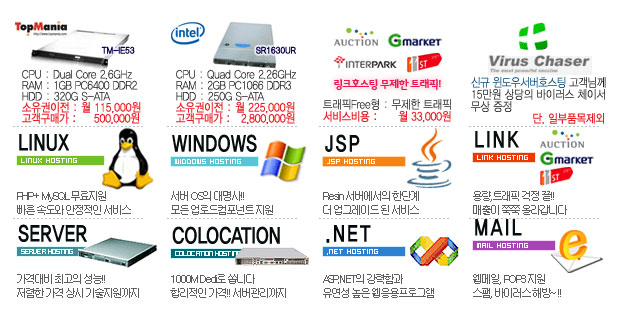 TopMania
www.topmania.com
TM-IE53
CPU : Dual Core 2,26GHz
RAM : 1GB PC6400 DDR2
HDD : 320G S-ATA
소유권이전 : 월 115,000원
고객구매가 : 500,000원
intel
SR1630UR
CPU : Quad Core 2.26GHz
RAM : 2GB PC1066 DDR3
HDD : 250G S-ATA
소유권이전 : 월 225,000원
고객구매가 : 2,800,000원
AUCTION
Gmarket
INTERPARK
11ST
링크호스팅 무제한 트래픽!
트래픽Free형 : 무제한 트래픽
서비스비용 : 월 33,000원
Virus Chaser
The most powerful vaccine
신규 윈도우서버호스팅 고객님께
15만원 상당의 바이러스 체이서
무상 증정
단, 일부품목제외
LINUX
LINUX HOSTING
PHP+ MySQL 무료지원
빠른 속도와 안정적인 서비스
WINDOWS
WIDDOWS HOSTING
서버 OS의 대명사!!
모든 업로드컴포넌트 지원
JSP
JSP HOSTING
Resin 서버에서의 한단계
더 업그레이드 된 서비스
LINK
LINK HOSTING
AUCTION
Gmarket
11ST
용량,트래픽 걱정 끝!!
매출이 쭉쭉 올라갑니다
SERVER
SERVER HOSTING
가격대비 최고의 성능!!
저렴한 가격 상시 기술지원까지
COLOCATION
COLOCATION HOSTING
1000M Dedi로 쏩니다
합리적인 가격!! 서버관리까지
.NET
.NET HOSTING
ASP.NET의 강력함과
유연성 높은 웹응용프로그램
MAIL
MAIL HOSTING
웹메일, POP3 지원
스팸, 바이러스 해방~!!